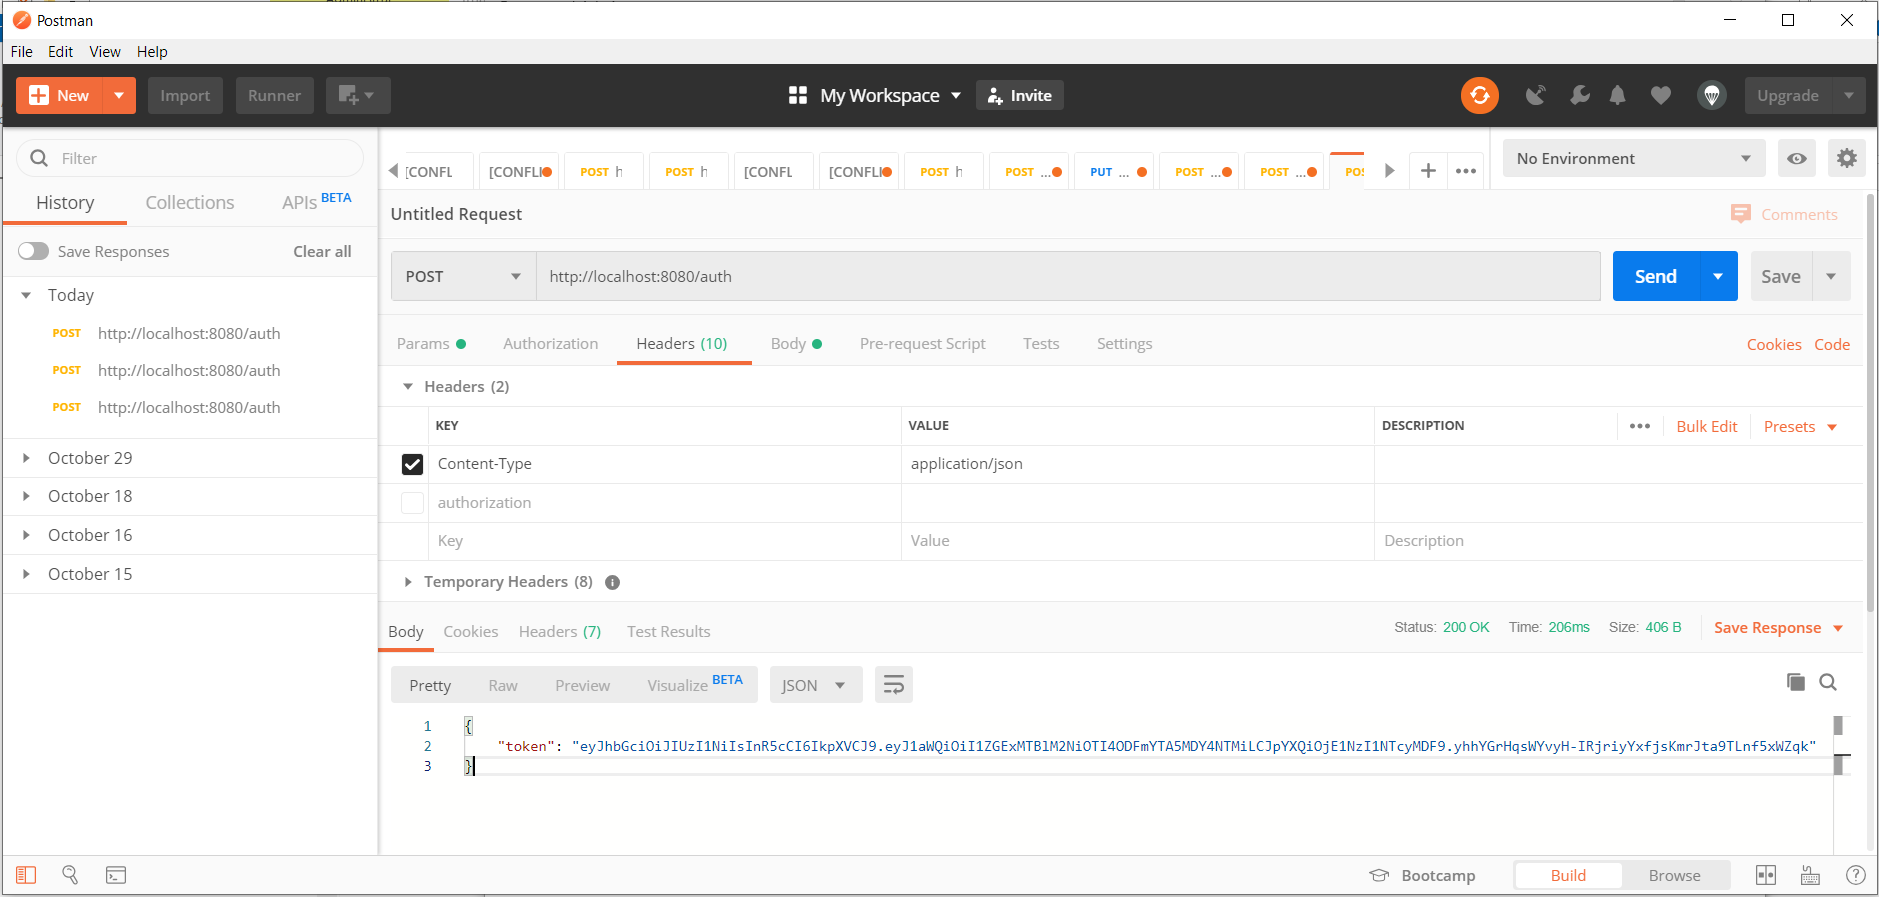 Postman
File Edit View Help
New Import Runner My Workspace Invite Upgrade
Filter
History Collections APIs BETA
Save Responses Clear all
Today
POST http://localhost:8080/auth
POST http://localhost:8080/auth
POST http://localhost:8080/auth
October 29
October 18
October 16
October 15
[CONFL [CONFLI POST h POST h [CONFL [CONFLI POST h POST ... PUT ... POST ... POST ... POS
No Environment
Untitled Request Comments
POST http://localhost:8080/auth Send Save
Params Authorization Headers (10) Body Pre-request Script Tests Settings Cookies Code
Headers (2)
KEY VALUE DESCRIPTION ••• Bulk Edit Presets
Content-Type application/json
authorization
Key Value Description
Temporary Headers (8)
Body Cookies Headers (7) Test Results Status: 200 OK Time: 206ms Size: 406 B Save Response
Pretty Raw Preview Visualize BETA JSON
1 {
2 "token": "eyJhbGciOiJIUzI1NiIsInR5cCI6IkpXVCJ9.eyJ1aWQiOiI1ZGExMTBlM2NiOTI4ODFmYTA5MDY4NTMiLCJpYXQiOjE1NzI1NTcyMDF9.yhhYGrHqsWYvyH-IRjriyYxfjsKmrJta9TLnf5xWZqk"
3 }
Bootcamp Build Browse